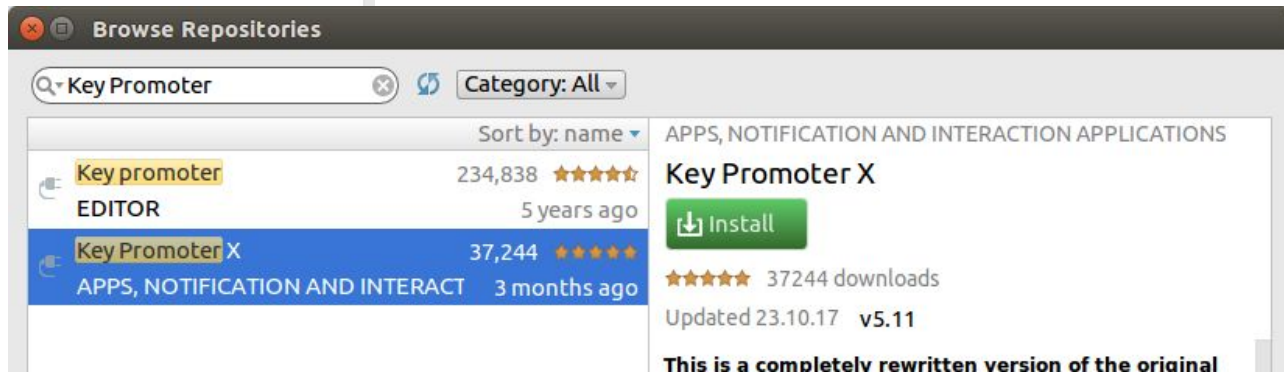 Browse Repositories
Key Promoter
Category: All
Sort by: name
Key promoter 234,838
EDITOR 5 years ago
Key Promoter X 37,244
APPS, NOTIFICATION AND INTERACT 3 months ago
APPS, NOTIFICATION AND INTERACTION APPLICATIONS
Key Promoter X
Install
37244 downloads
Updated 23.10.17 v5.11
This is a completely rewritten version of the original